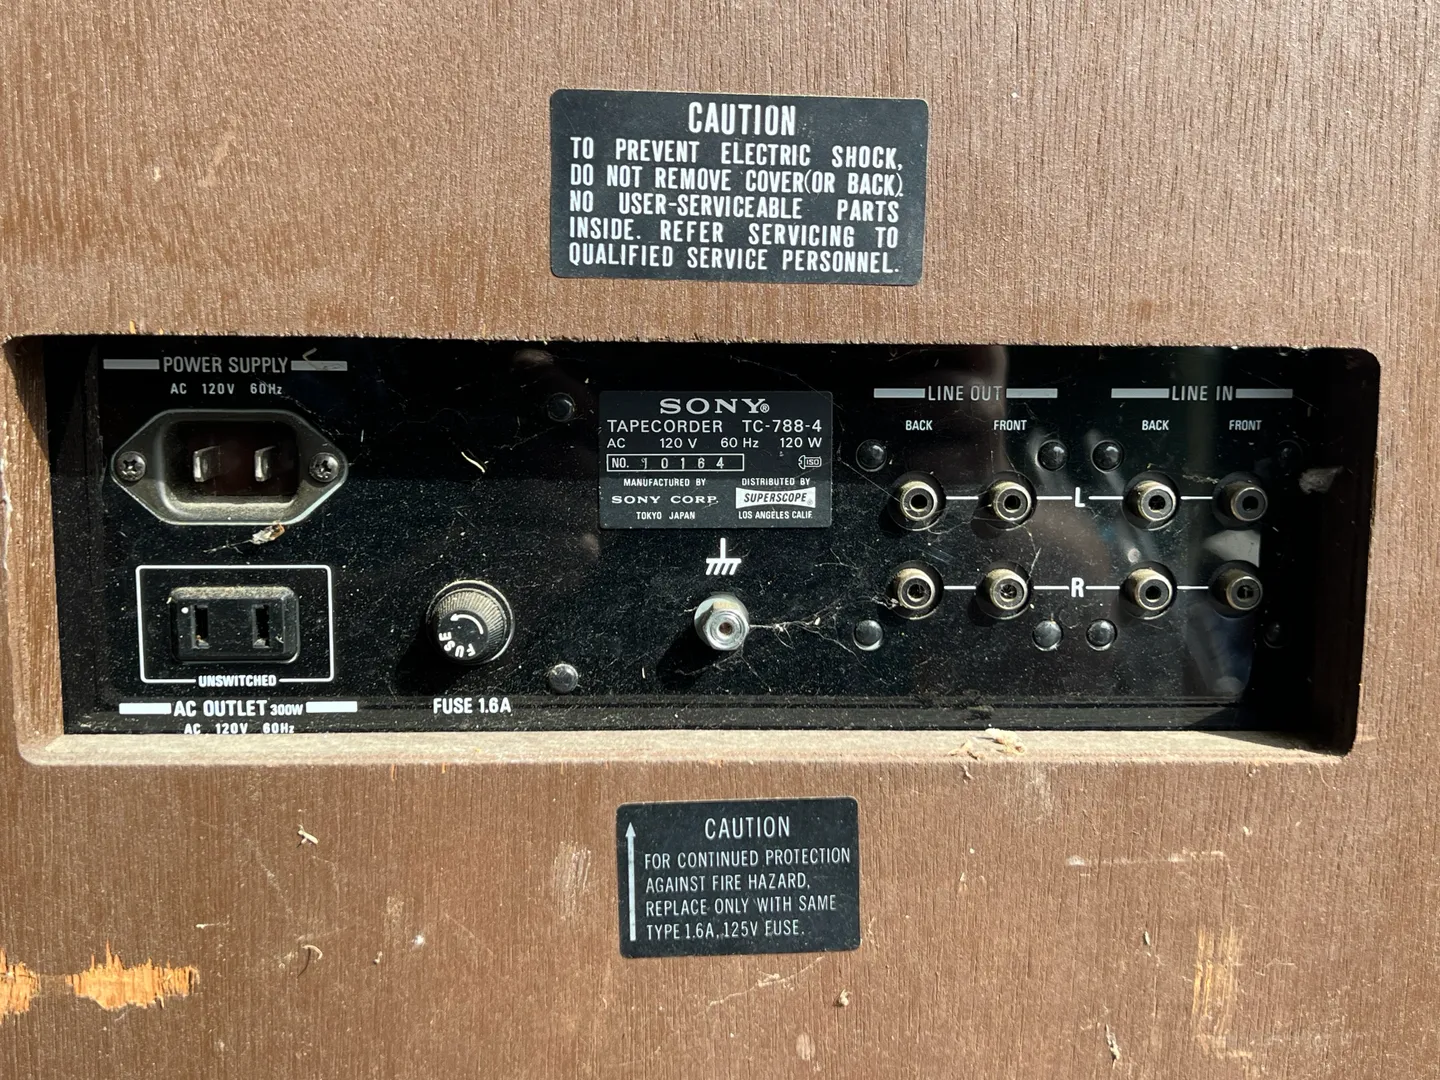 CAUTION
TO PREVENT ELECTRIC SHOCK,
DO NOT REMOVE COVER(OR BACK).
NO USER-SERVICEABLE PARTS
INSIDE. REFER SERVICING TO
QUALIFIED SERVICE PERSONNEL.
POWER SUPPLY
AC 120V 60Hz
UNSWITCHED
AC OUTLET 300W
AC 120V 60Hz
FUSE
FUSE 1.6A
SONY®
TAPECORDER TC-788-4
AC 120 V 60 Hz 120 W
NO. 10164
ISO
MANUFACTURED BY
SONY CORP.
TOKYO JAPAN
DISTRIBUTED BY
SUPERSCOPE
LOS ANGELES CALIF.
LINE OUT LINE IN
BACK FRONT BACK FRONT
L
R
CAUTION
FOR CONTINUED PROTECTION
AGAINST FIRE HAZARD,
REPLACE ONLY WITH SAME
TYPE 1.6A, 125V FUSE.